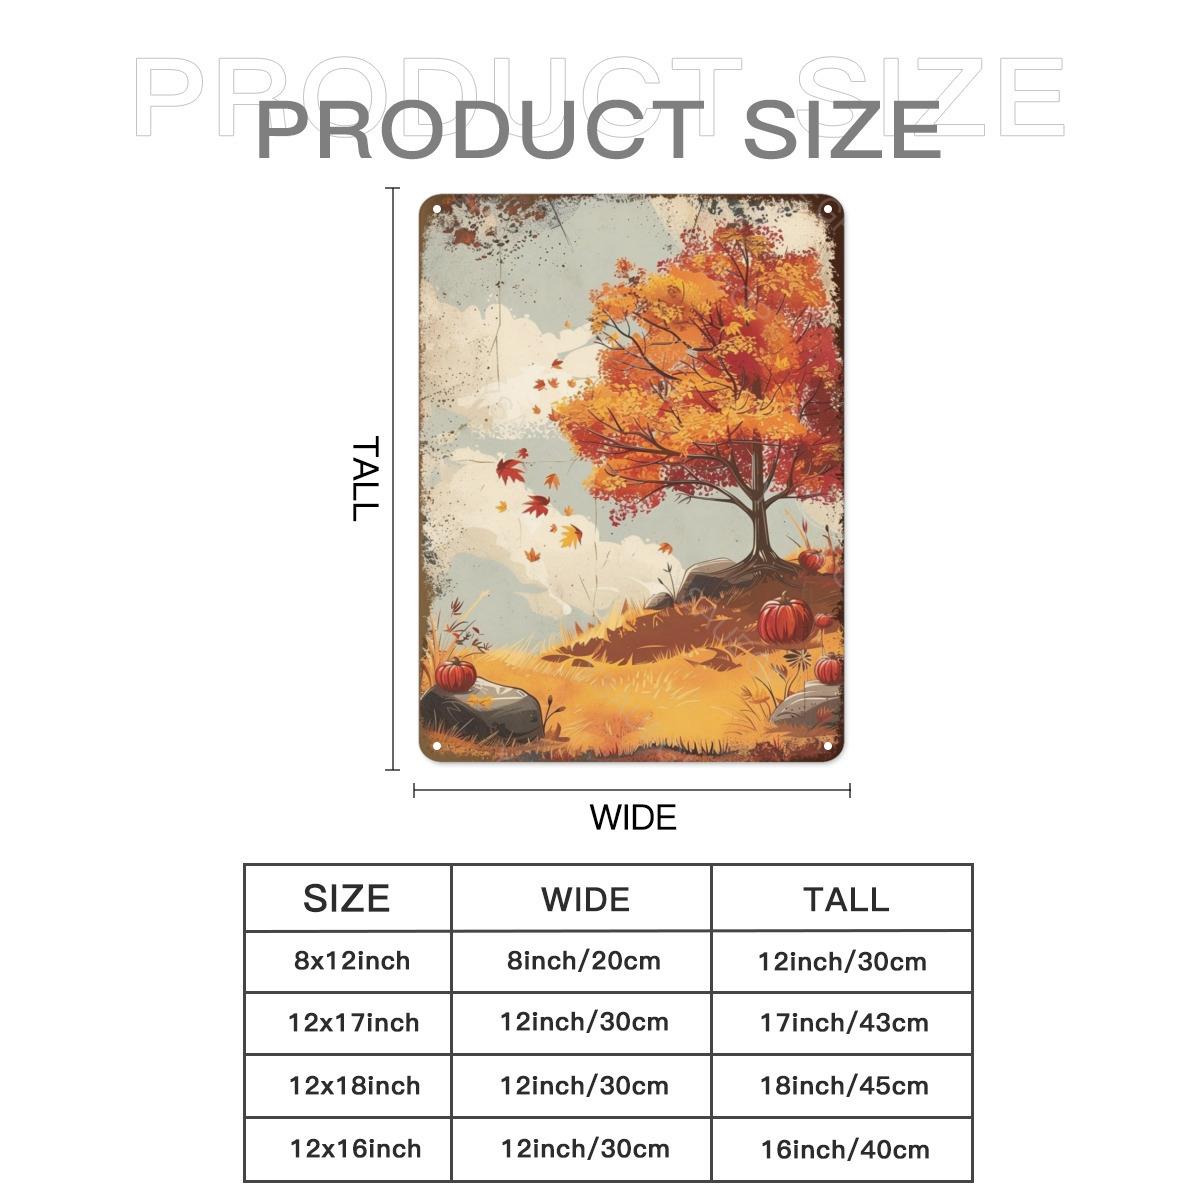 PRODUCT SIZE
PRODUCT SIZE
TALL
WIDE
SIZE WIDE TALL
8x12inch 8inch/20cm 12inch/30cm
12x17inch 12inch/30cm 17inch/43cm
12x18inch 12inch/30cm 18inch/45cm
12x16inch 12inch/30cm 16inch/40cm